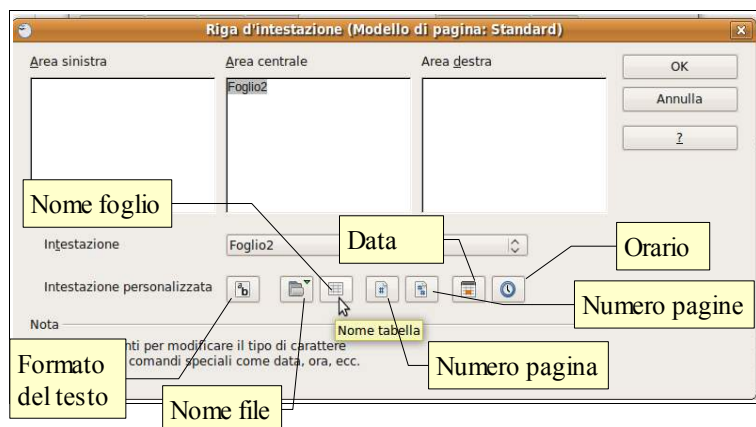 Riga d'intestazione (Modello di pagina: Standard)
Area sinistra
Area centrale
Area destra
OK
Foglio2
Annulla
?
Nome foglio
Data
Orario
Intestazione
Foglio2
Intestazione personalizzata
Numero pagine
Nota
Nome tabella
nti per modificare il tipo di carattere
comandi speciali come data, ora, ecc.
Formato
del testo
Numero pagina
Nome file